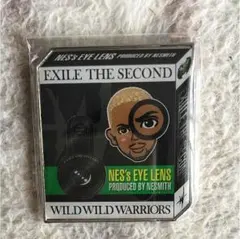 NES's EYE LENS PRODUCED BY NESMITH
EXILE THE SECOND
NES's EYE LENS
PRODUCED BY NESMITH
WILD WILD WARRIORS